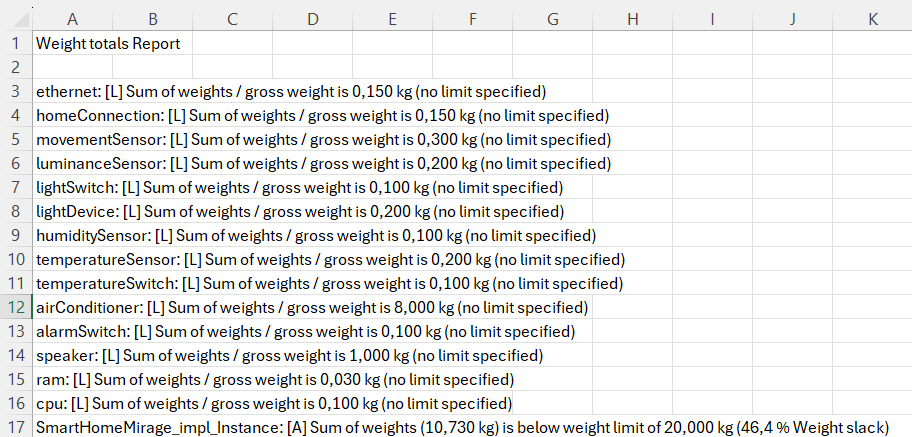 A B C D E F G H I J K
1 Weight totals Report
2
3 ethernet: [L] Sum of weights / gross weight is 0,150 kg (no limit specified)
4 homeConnection: [L] Sum of weights / gross weight is 0,150 kg (no limit specified)
5 movementSensor: [L] Sum of weights / gross weight is 0,300 kg (no limit specified)
6 luminanceSensor: [L] Sum of weights / gross weight is 0,200 kg (no limit specified)
7 lightSwitch: [L] Sum of weights / gross weight is 0,100 kg (no limit specified)
8 lightDevice: [L] Sum of weights / gross weight is 0,200 kg (no limit specified)
9 humiditySensor: [L] Sum of weights / gross weight is 0,100 kg (no limit specified)
10 temperatureSensor: [L] Sum of weights / gross weight is 0,200 kg (no limit specified)
11 temperatureSwitch: [L] Sum of weights / gross weight is 0,100 kg (no limit specified)
12 airConditioner: [L] Sum of weights / gross weight is 8,000 kg (no limit specified)
13 alarmSwitch: [L] Sum of weights / gross weight is 0,100 kg (no limit specified)
14 speaker: [L] Sum of weights / gross weight is 1,000 kg (no limit specified)
15 ram: [L] Sum of weights / gross weight is 0,030 kg (no limit specified)
16 cpu: [L] Sum of weights / gross weight is 0,100 kg (no limit specified)
17 SmartHomeMirage_impl_Instance: [A] Sum of weights (10,730 kg) is below weight limit of 20,000 kg (46,4 % Weight slack)